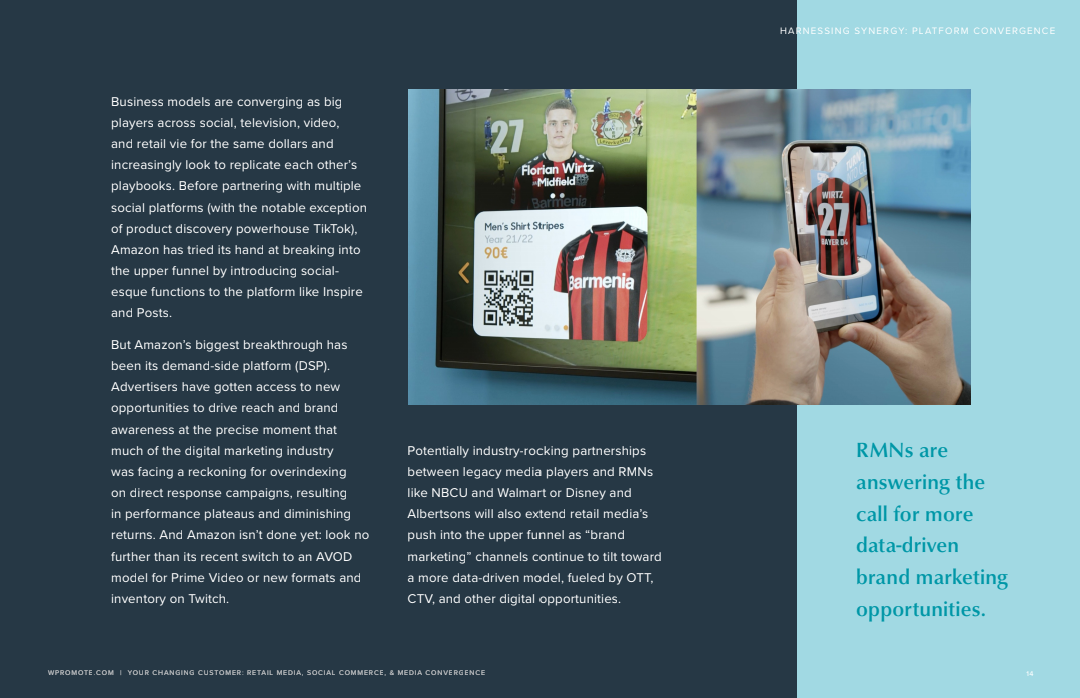 HARNESSING SYNERGY: PLATFORM CONVERGENCE
Business models are converging as big
players across social, television, video,
and retail vie for the same dollars and
increasingly look to replicate each other's
playbooks. Before partnering with multiple
social platforms (with the notable exception
of product discovery powerhouse TikTok),
Amazon has tried its hand at breaking into
the upper funnel by introducing social-
esque functions to the platform like Inspire
and Posts.
But Amazon's biggest breakthrough has
been its demand-side platform (DSP).
Advertisers have gotten access to new
opportunities to drive reach and brand
awareness at the precise moment that
much of the digital marketing industry
was facing a reckoning for overindexing
on direct response campaigns, resulting
in performance plateaus and diminishing
returns. And Amazon isn't done yet: look no
further than its recent switch to an AVOD
model for Prime Video or new formats and
inventory on Twitch.
27
Florian Wirtz
Midfield
Barmenia
Men's Shirt Stripes
Year 21/22
90€
Barmenia
WIRTZ
27
BAYER 04
Potentially industry-rocking partnerships
between legacy media players and RMNs
like NBCU and Walmart or Disney and
Albertsons will also extend retail media's
push into the upper funnel as “brand
marketing” channels continue to tilt toward
a more data-driven model, fueled by OTT,
CTV, and other digital opportunities.
RMNs are
answering the
call for more
data-driven
brand marketing
opportunities.
WPROMOTE.COM | YOUR CHANGING CUSTOMER: RETAIL MEDIA, SOCIAL COMMERCE, & MEDIA CONVERGENCE
14